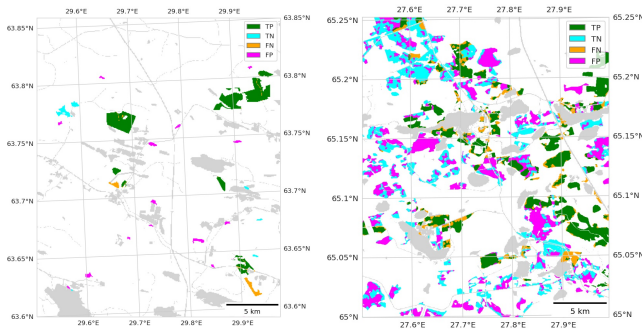 29.6°E 29.7°E 29.8°E 29.9°E
63.85°N 63.85°N
63.8°N 63.8°N
63.75°N 63.75°N
63.7°N 63.7°N
63.65°N 63.65°N
63.6°N 63.6°N
TP
TN
FN
FP
5 km
29.6°E 29.7°E 29.8°E 29.9°E
27.6°E 27.7°E 27.8°E 27.9°E
65.25°N 65.25°N
65.2°N 65.2°N
65.15°N 65.15°N
65.1°N 65.1°N
65.05°N 65.05°N
65°N 65°N
TP
TN
FN
FP
5 km
27.6°E 27.7°E 27.8°E 27.9°E